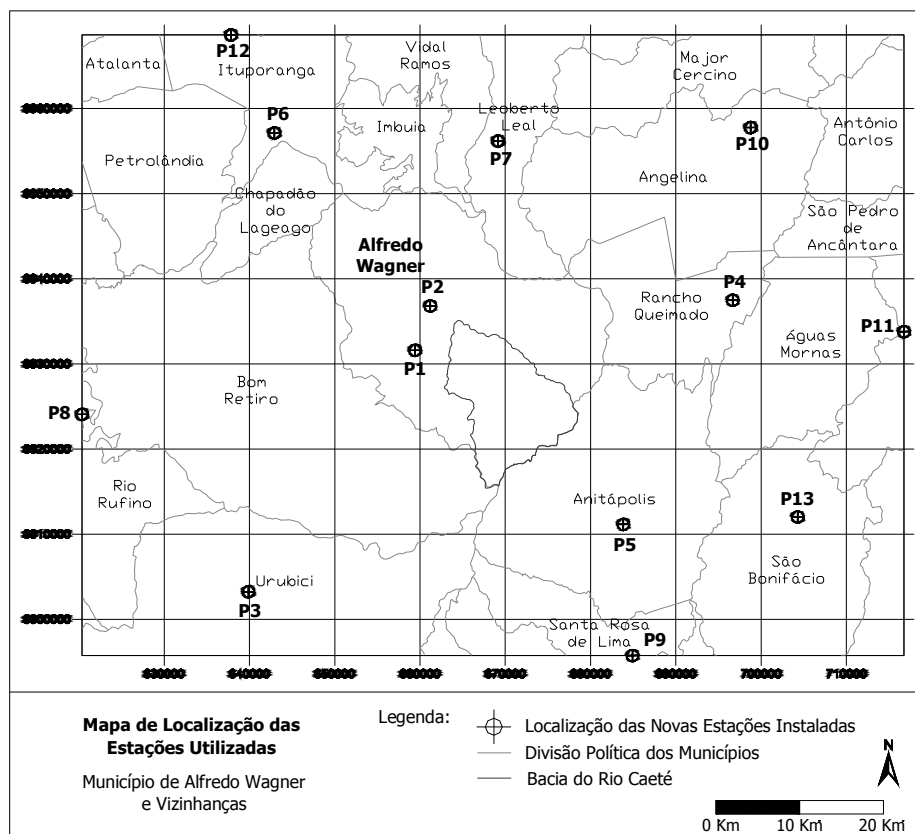 P12
Atalanta
Ituporanga
Vidal
Ramos
Major
Cercino
P6
Imbuia
Leoberto
Leal
P7
P10
Antônio
Carlos
Petrolândia
Angelina
Chapadão
do
Lageago
São Pedro
de
Ancântara
Alfredo
Wagner
P2
P4
Rancho
Queimado
P11
Águas
Mornas
P1
Bom
Retiro
P8
Rio
Rufino
Anitápolis
P13
P5
São
Bonifácio
Urubici
P3
Santa Rosa
de Lima
P9
700000
710000
Mapa de Localização das
Estações Utilizadas
Município de Alfredo Wagner
e Vizinhanças
Legenda:
Localização das Novas Estações Instaladas
Divisão Política dos Municípios
Bacia do Rio Caeté
N
0 Km 10 Km 20 Km